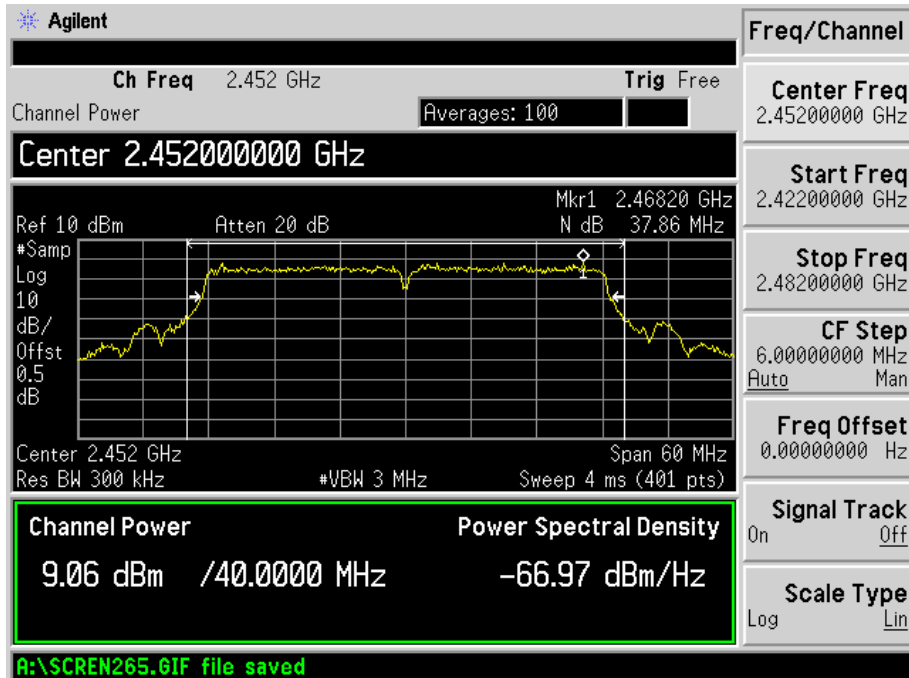 Agilent
Freq/Channel
Ch Freq 2.452 GHz Trig Free
Channel Power Averages: 100
Center 2.452000000 GHz
Mkr1 2.46820 GHz
Ref 10 dBm Atten 20 dB N dB 37.86 MHz
#Samp
Log
10
dB/
Offst
0.5
dB
1
Center 2.452 GHz Span 60 MHz
Res BW 300 kHz #VBW 3 MHz Sweep 4 ms (401 pts)
Channel Power Power Spectral Density
9.06 dBm /40.0000 MHz -66.97 dBm/Hz
A:\SCREN265.GIF file saved
Center Freq
2.45200000 GHz
Start Freq
2.42200000 GHz
Stop Freq
2.48200000 GHz
CF Step
6.00000000 MHz
Auto Man
Freq Offset
0.00000000 Hz
Signal Track
On Off
Scale Type
Log Lin